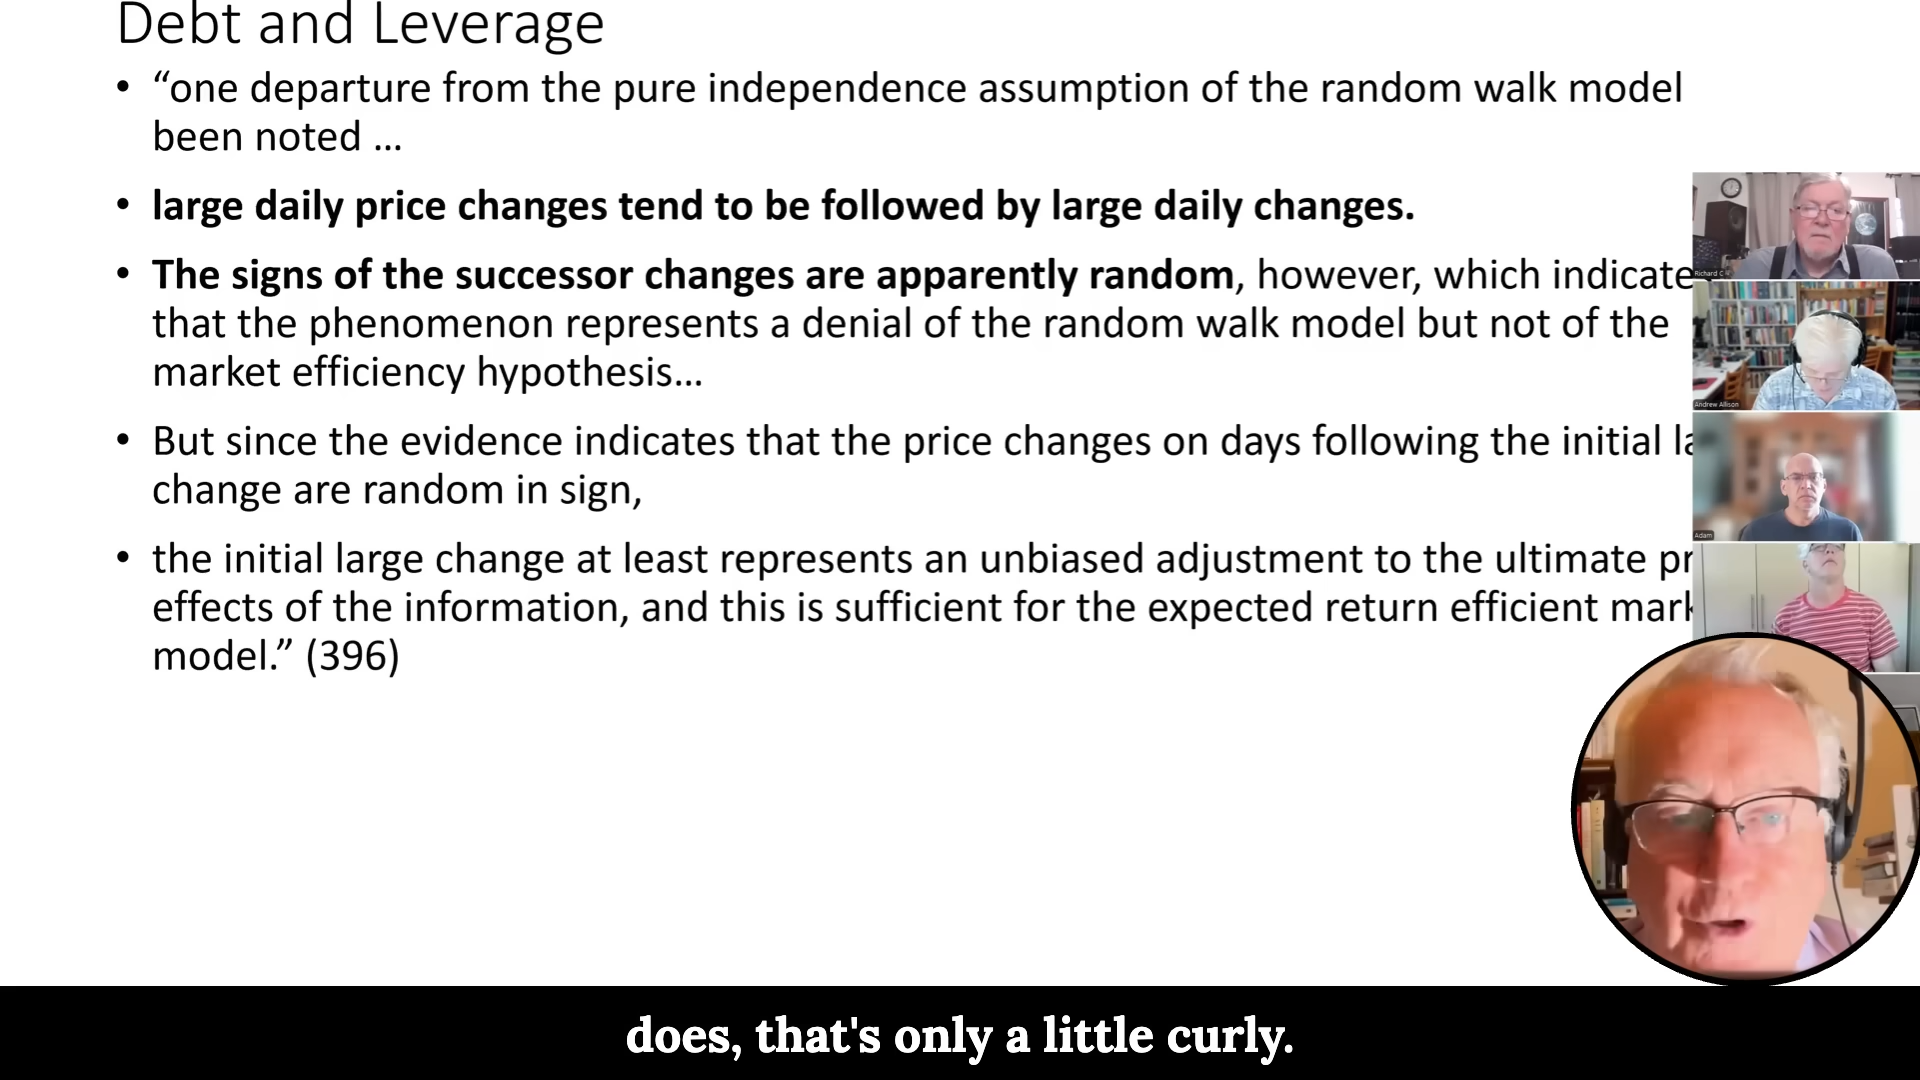 Debt and Leverage
• “one departure from the pure independence assumption of the random walk model
been noted …
• large daily price changes tend to be followed by large daily changes.
• The signs of the successor changes are apparently random, however, which indicate
that the phenomenon represents a denial of the random walk model but not of the
market efficiency hypothesis…
• But since the evidence indicates that the price changes on days following the initial la
change are random in sign,
• the initial large change at least represents an unbiased adjustment to the ultimate pr
effects of the information, and this is sufficient for the expected return efficient mark
model.” (396)
Richard C
Andrew Allison
Adam
does, that's only a little curly.